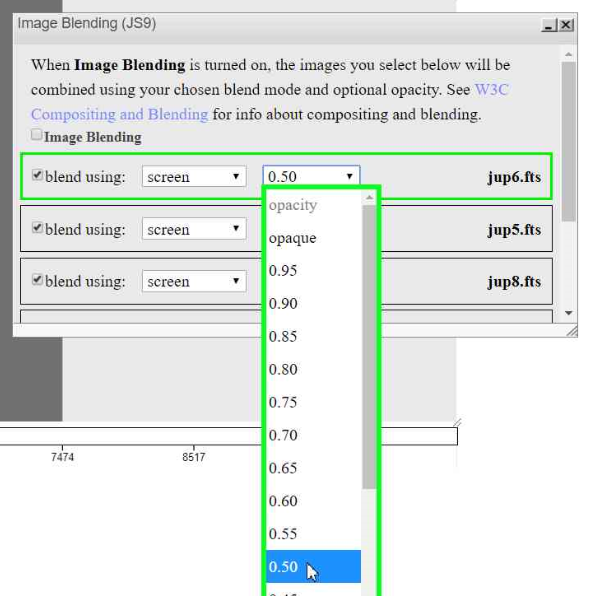 Image Blending (JS9)
When Image Blending is turned on, the images you select below will be
combined using your chosen blend mode and optional opacity. See W3C
Compositing and Blending for info about compositing and blending.
Image Blending
blend using: screen 0.50 jup6.fts
opacity
opaque
blend using: screen jup5.fts
0.95
blend using: screen jup8.fts
0.90
0.85
0.80
0.75
0.70
7474 8517
0.65
0.60
0.55
0.50